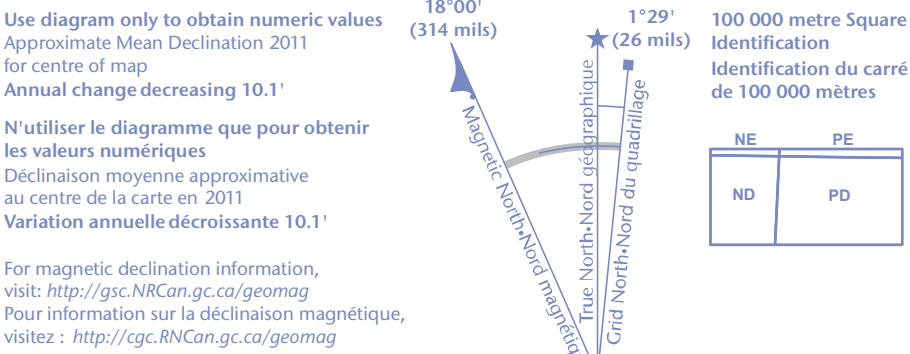 Use diagram only to obtain numeric values
Approximate Mean Declination 2011
for centre of map
Annual change decreasing 10.1'
N'utiliser le diagramme que pour obtenir
les valeurs numériques
Déclinaison moyenne approximative
au centre de la carte en 2011
Variation annuelle décroissante 10.1'
For magnetic declination information,
visit: http://gsc.NRCan.gc.ca/geomag
Pour information sur la déclinaison magnétique,
visitez : http://cgc.RNCan.gc.ca/geomag
18°00'
(314 mils)
1°29'
(26 mils)
Magnetic North•Nord
True North•Nord géographique
Grid North•Nord du quadrillage
100 000 metre Square
Identification
Identification du carré
de 100 000 mètres
NE PE
ND PD